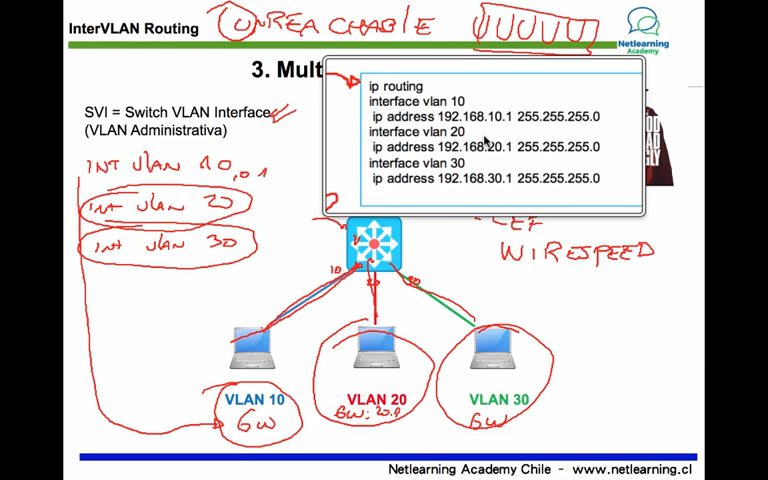 InterVLAN Routing
UNREACHABLE
UUUUU
Netlearning
Academy
3. Mult
SVI = Switch VLAN Interface
(VLAN Administrativa)
ip routing
interface vlan 10
ip address 192.168.10.1 255.255.255.0
interface vlan 20
ip address 192.168.20.1 255.255.255.0
interface vlan 30
ip address 192.168.30.1 255.255.255.0
INT VLAN 10
INT VLAN 20
INT VLAN 30
- CEF
WIRESPEED
10
20
VLAN 10
GW
VLAN 20
GW: 20.1
VLAN 30
GW
Netlearning Academy Chile - www.netlearning.cl